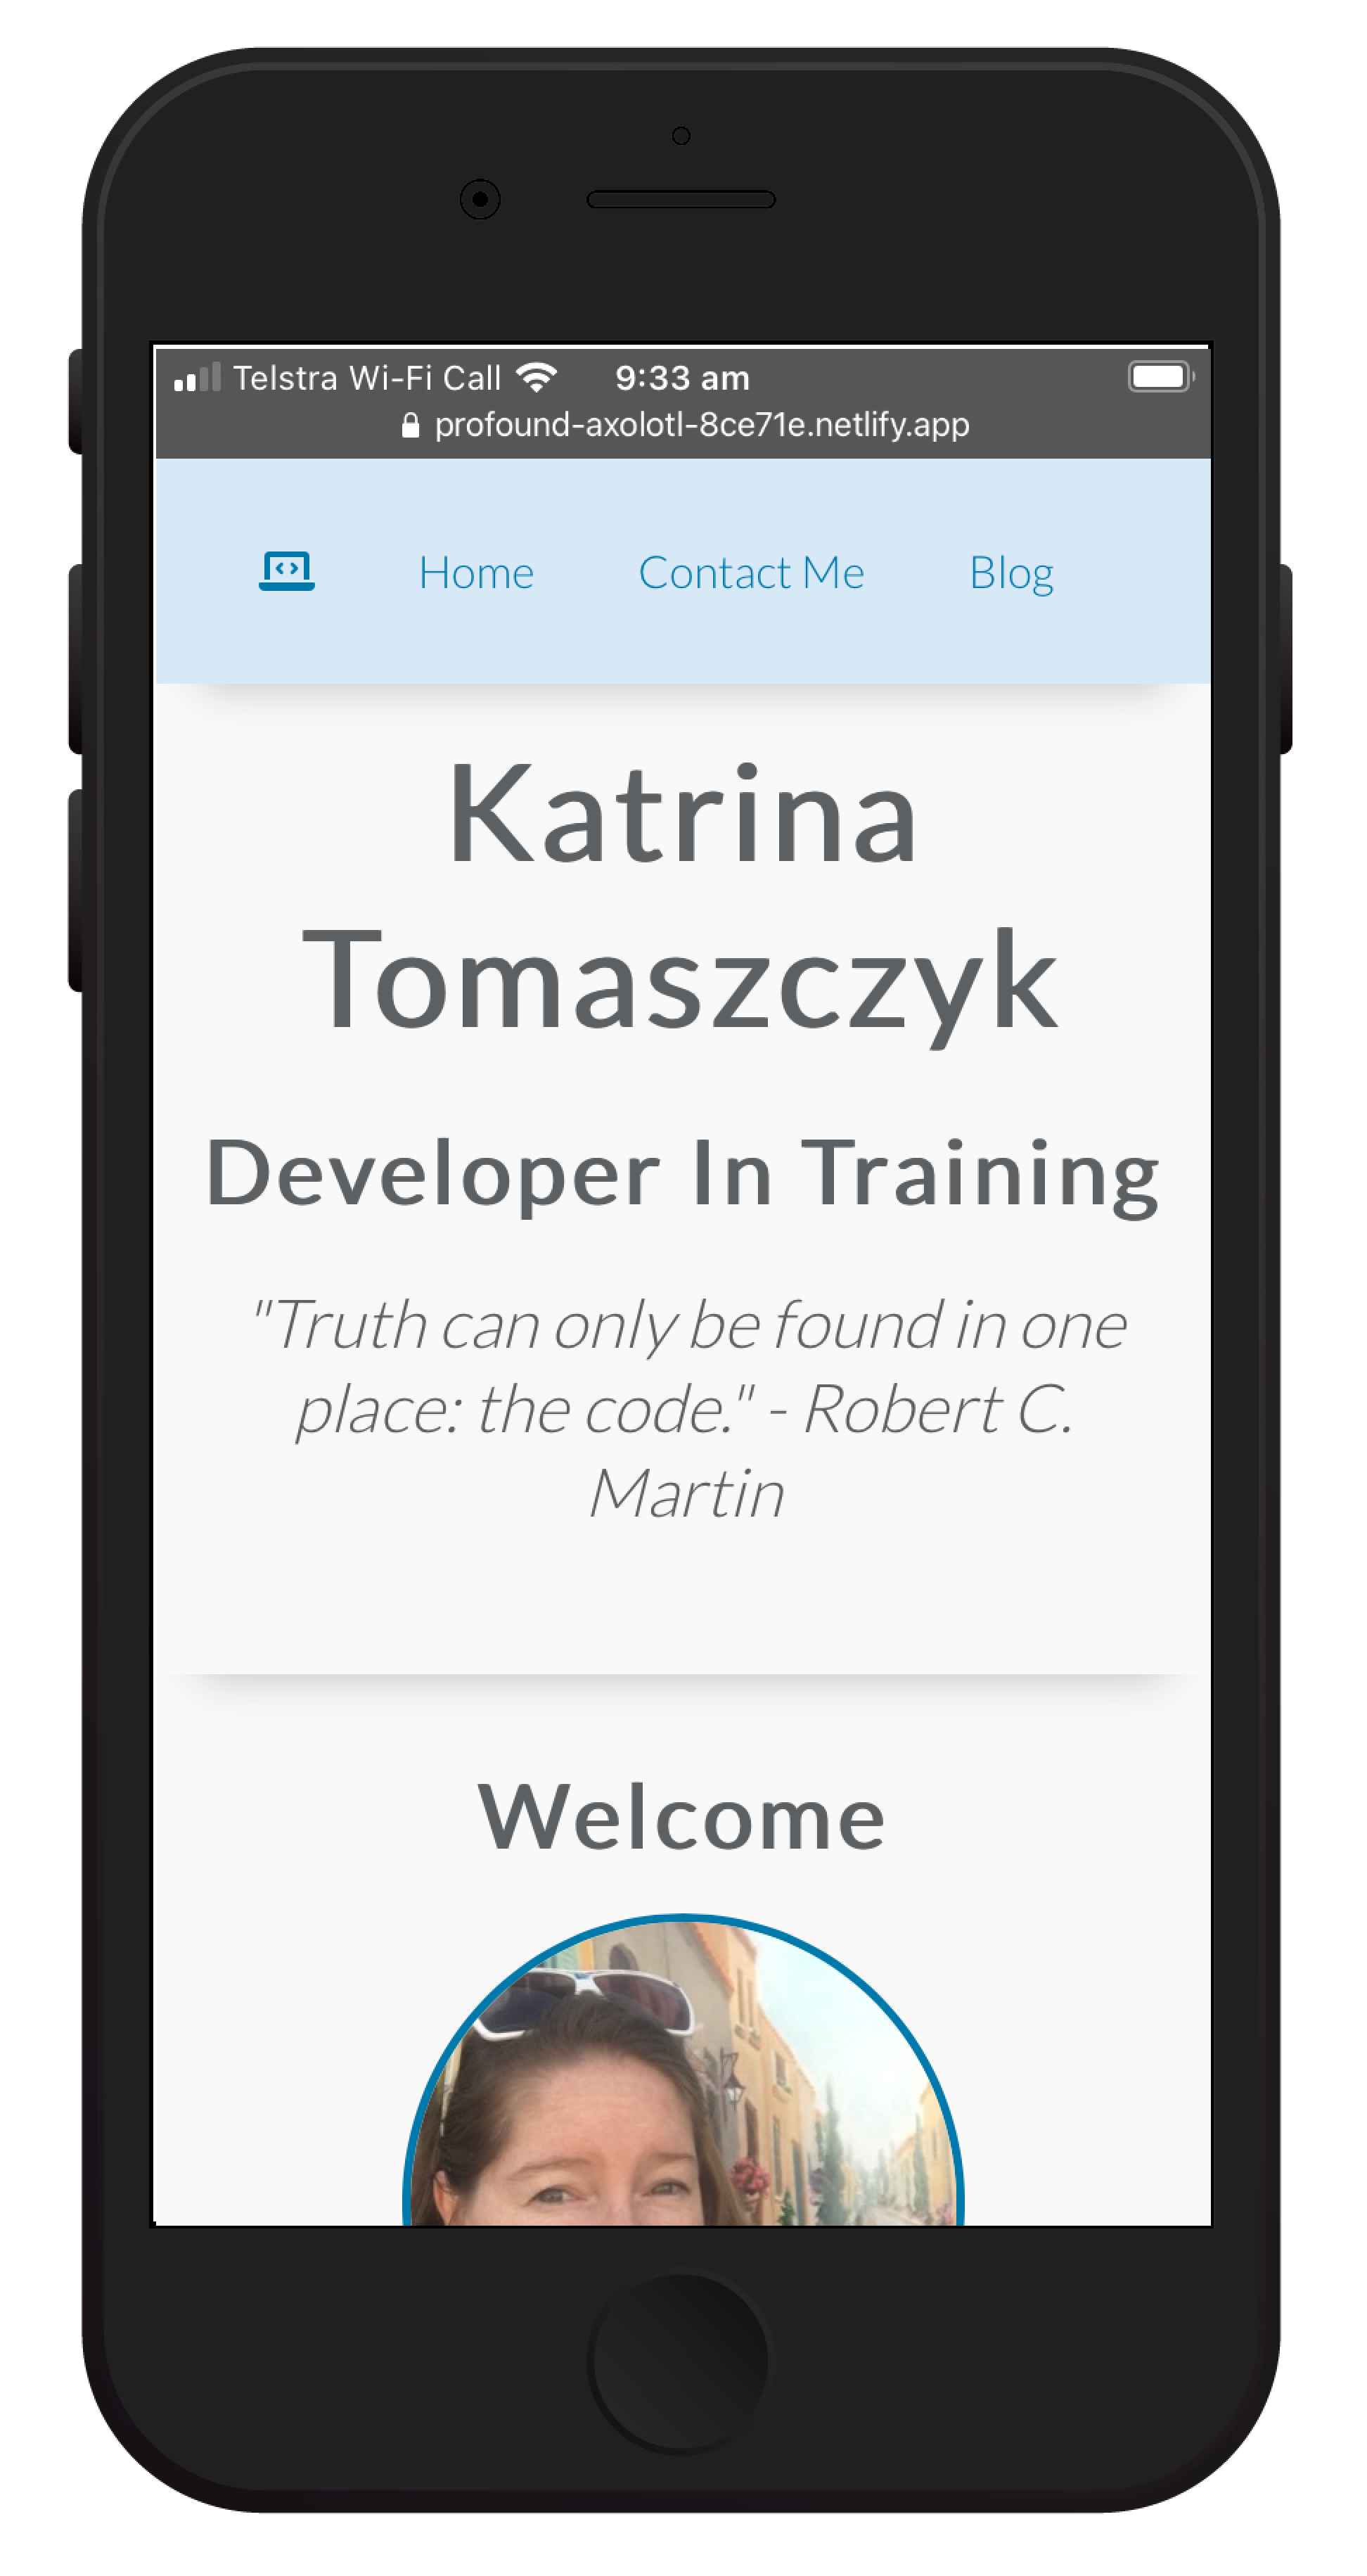 Telstra Wi-Fi Call 9:33 am
profound-axolotl-8ce71e.netlify.app
Home Contact Me Blog
Katrina
Tomaszczyk
Developer In Training
"Truth can only be found in one
place: the code." - Robert C.
Martin
Welcome